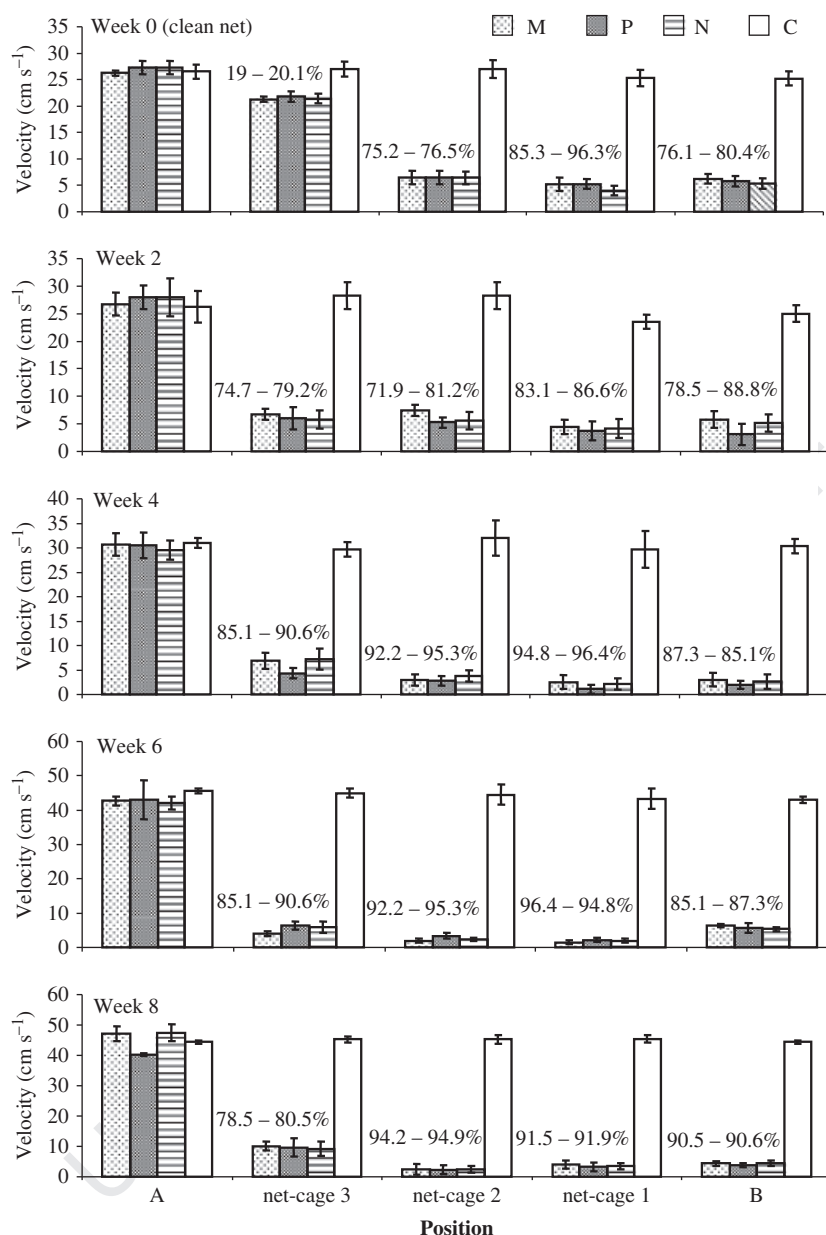 Week 0 (clean net)
M P N C
Velocity (cm s⁻¹)
35
30
25
20
15
10
5
0
19 – 20.1%
75.2 – 76.5%
85.3 – 96.3%
76.1 – 80.4%
Week 2
Velocity (cm s⁻¹)
35
30
25
20
15
10
5
0
74.7 – 79.2%
71.9 – 81.2%
83.1 – 86.6%
78.5 – 88.8%
Week 4
Velocity (cm s⁻¹)
40
35
30
25
20
15
10
5
0
85.1 – 90.6%
92.2 – 95.3%
94.8 – 96.4%
87.3 – 85.1%
Week 6
Velocity (cm s⁻¹)
60
50
40
30
20
10
0
85.1 – 90.6%
92.2 – 95.3%
96.4 – 94.8%
85.1 – 87.3%
Week 8
Velocity (cm s⁻¹)
60
50
40
30
20
10
0
78.5 – 80.5%
94.2 – 94.9%
91.5 – 91.9%
90.5 – 90.6%
A net-cage 3 net-cage 2 net-cage 1 B
Position